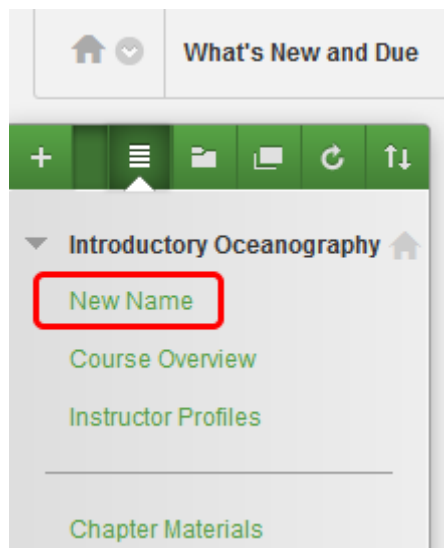 What's New and Due
Introductory Oceanography
New Name
Course Overview
Instructor Profiles
Chapter Materials